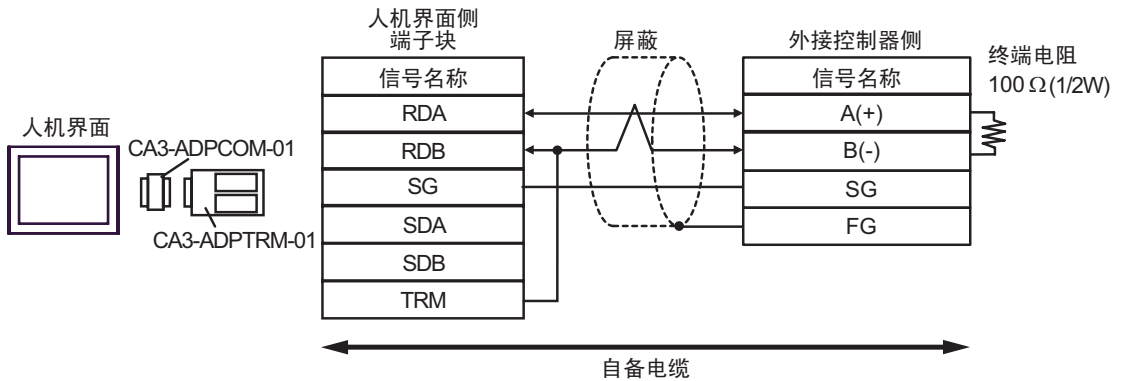 人机界面
CA3-ADPCOM-01
CA3-ADPTRM-01
人机界面侧
端子块
信号名称
RDA
RDB
SG
SDA
SDB
TRM
屏蔽
外接控制器侧
信号名称
A(+)
B(-)
SG
FG
终端电阻
100 Ω (1/2W)
自备电缆